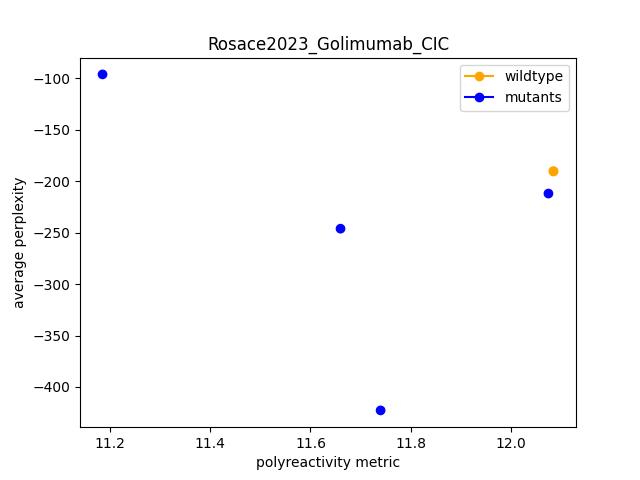 Rosace2023_Golimumab_CIC
wildtype
mutants
average perplexity
−100
−150
−200
−250
−300
−350
−400
11.2 11.4 11.6 11.8 12.0
polyreactivity metric